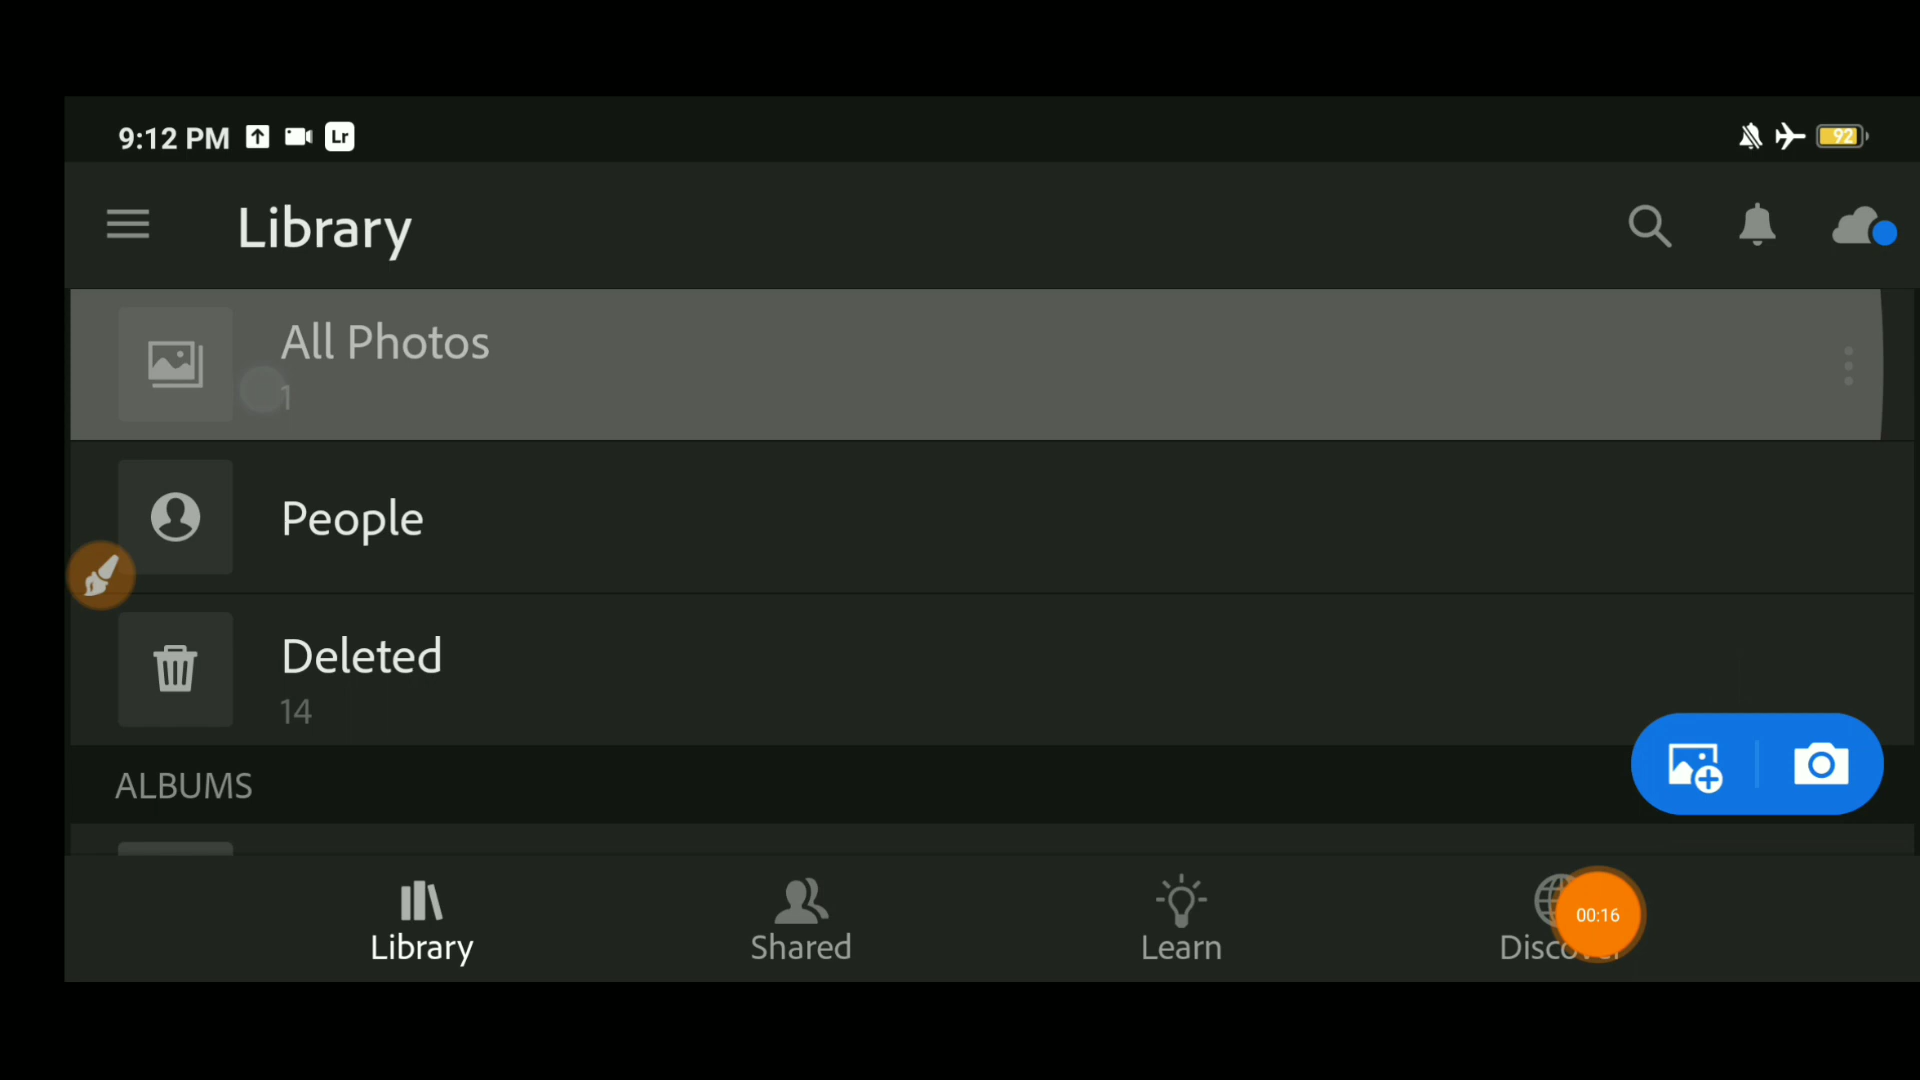 9:12 PM Lr 92
Library
All Photos
1
People
Deleted
14
ALBUMS
Library Shared Learn
00:16